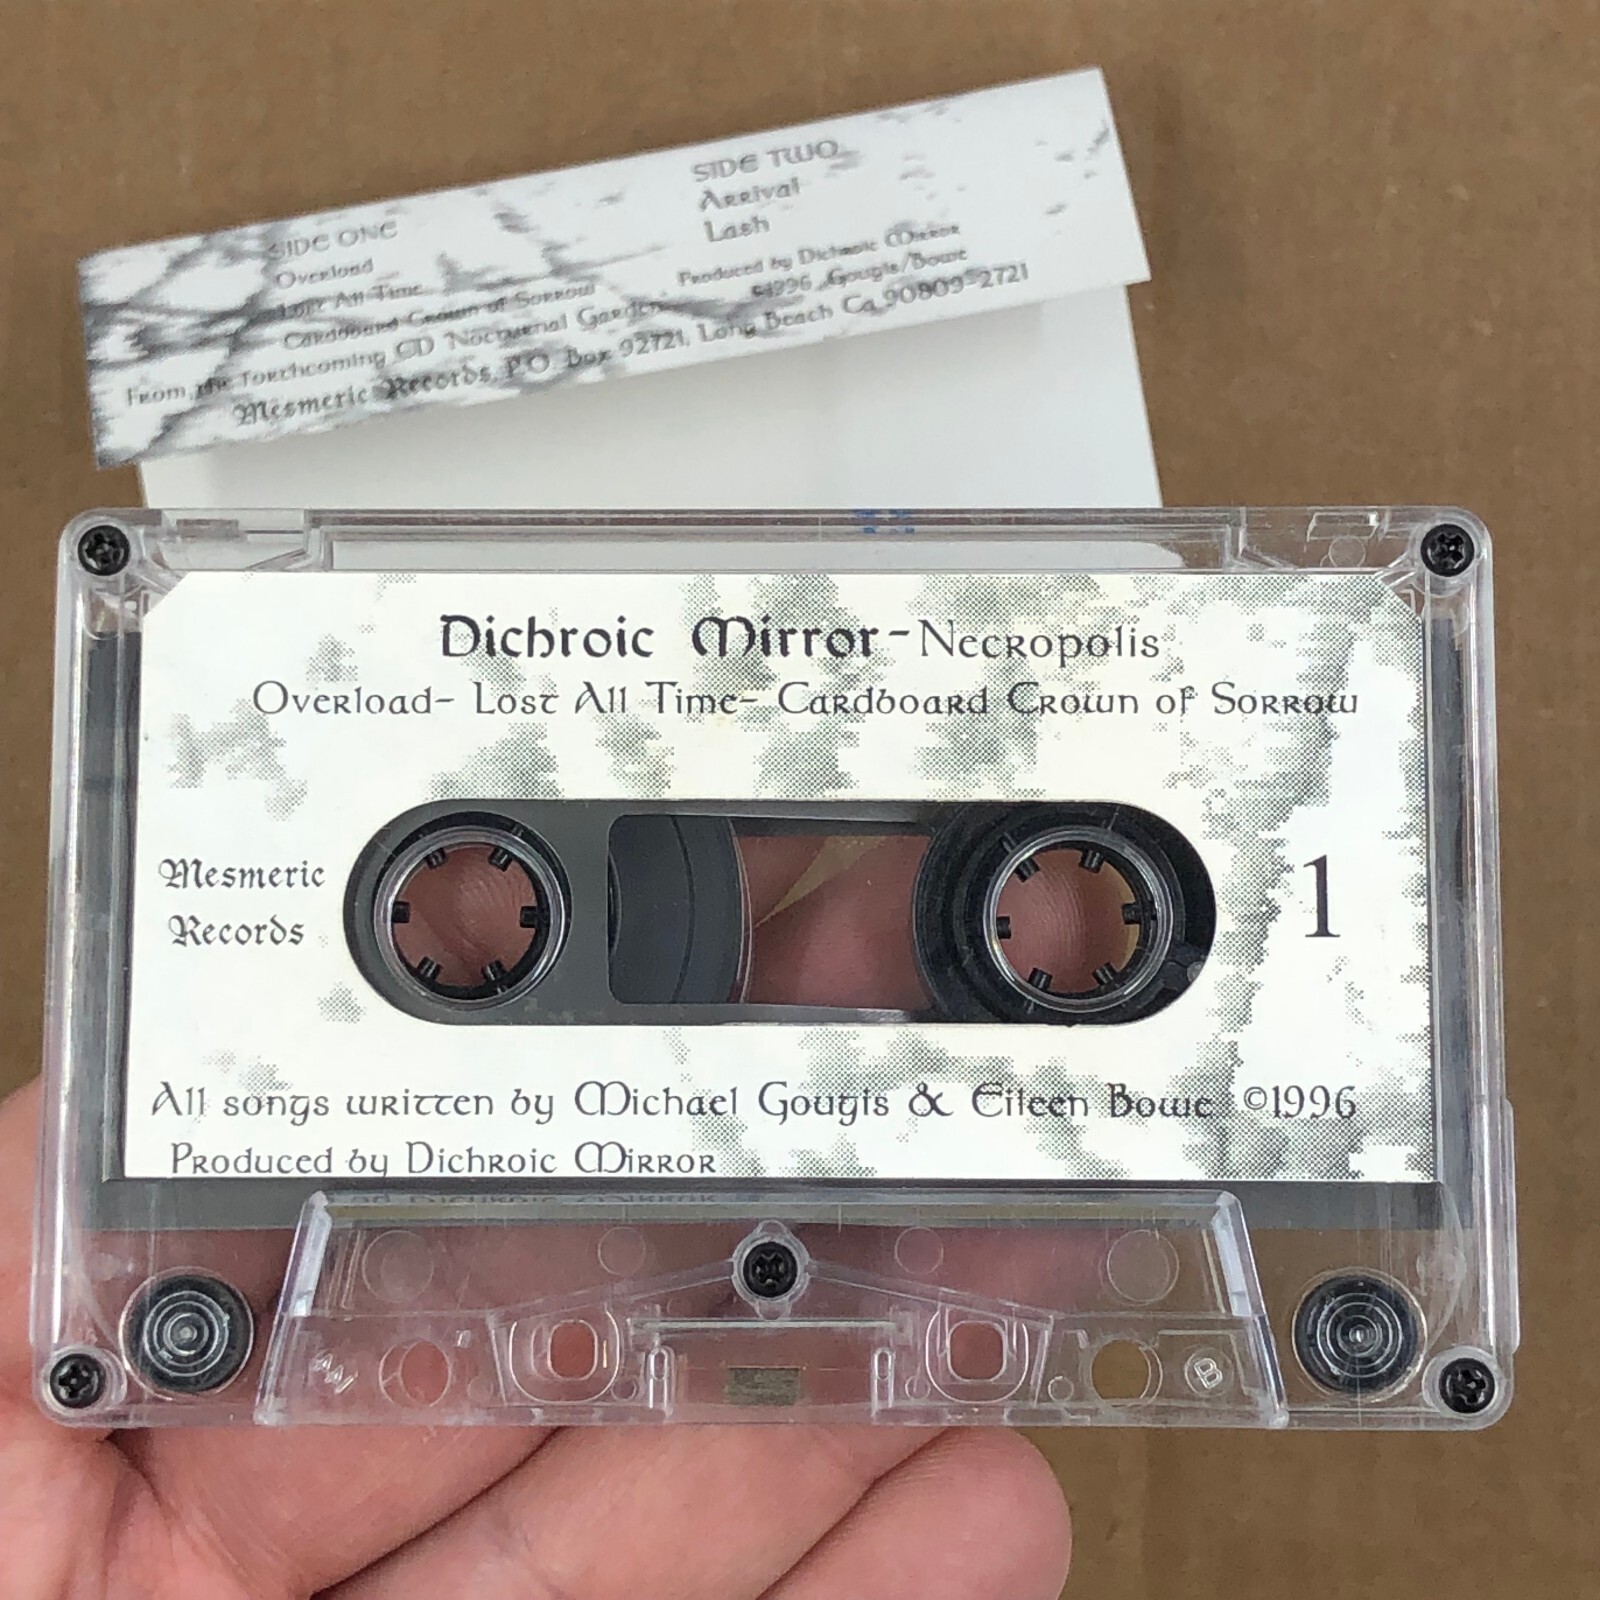 SIDE ONE
Overload
Lost All Time
Cardboard Crown of Sorrow
SIDE TWO
Arrival
Lash
Produced by Dichroic Mirror
©1996 Gougis/Bowe
From the forthcoming CD Nocturnal Garden
Mesmeric Records, P.O. Box 92721, Long Beach Ca 90809-2721
Dichroic Mirror-Necropolis
Overload- Lost All Time- Cardboard Crown of Sorrow
Mesmeric
Records
1
All songs written by Michael Gougis & Eileen Bowe ©1996
Produced by Dichroic Mirror
B